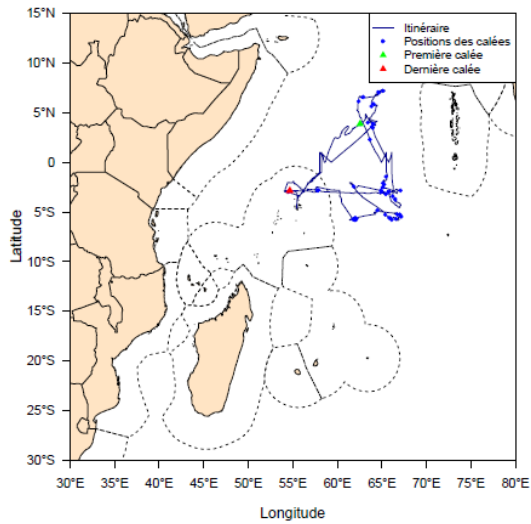 15°N
10°N
5°N
0
5°S
10°S
15°S
20°S
25°S
30°S
Latitude
Itinéraire
Positions des calées
Première calée
Dernière calée
30°E 35°E 40°E 45°E 50°E 55°E 60°E 65°E 70°E 75°E 80°E
Longitude